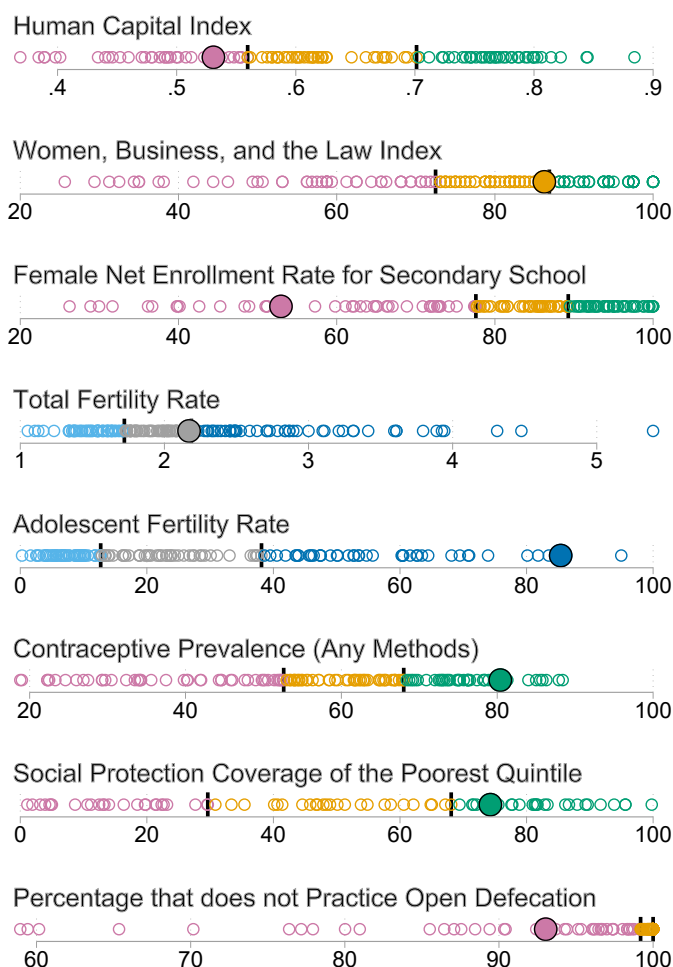 Human Capital Index
.4 .5 .6 .7 .8 .9
Women, Business, and the Law Index
20 40 60 80 100
Female Net Enrollment Rate for Secondary School
20 40 60 80 100
Total Fertility Rate
1 2 3 4 5
Adolescent Fertility Rate
0 20 40 60 80 100
Contraceptive Prevalence (Any Methods)
20 40 60 80 100
Social Protection Coverage of the Poorest Quintile
0 20 40 60 80 100
Percentage that does not Practice Open Defecation
60 70 80 90 100